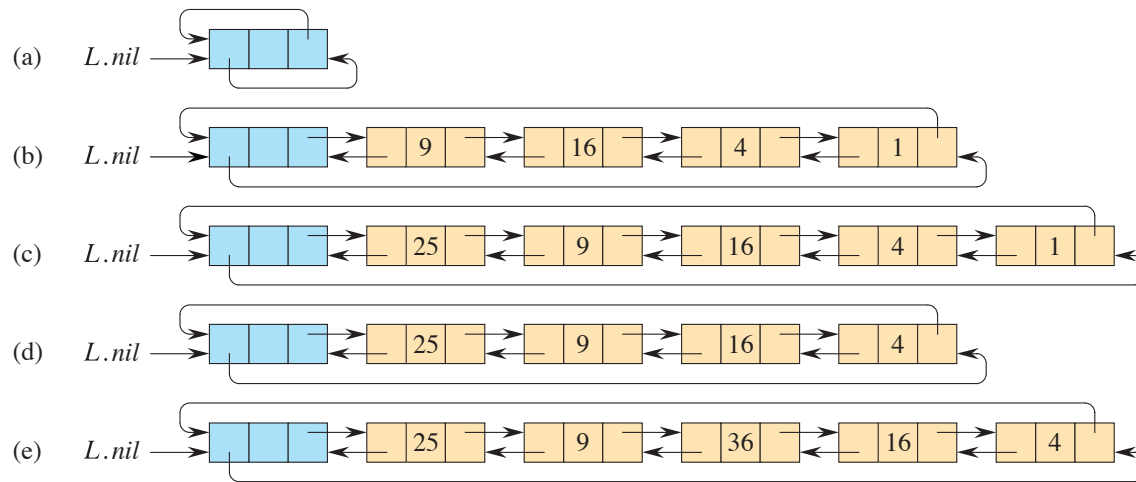 (a) L.nil
(b) L.nil 9 16 4 1
(c) L.nil 25 9 16 4 1
(d) L.nil 25 9 16 4
(e) L.nil 25 9 36 16 4